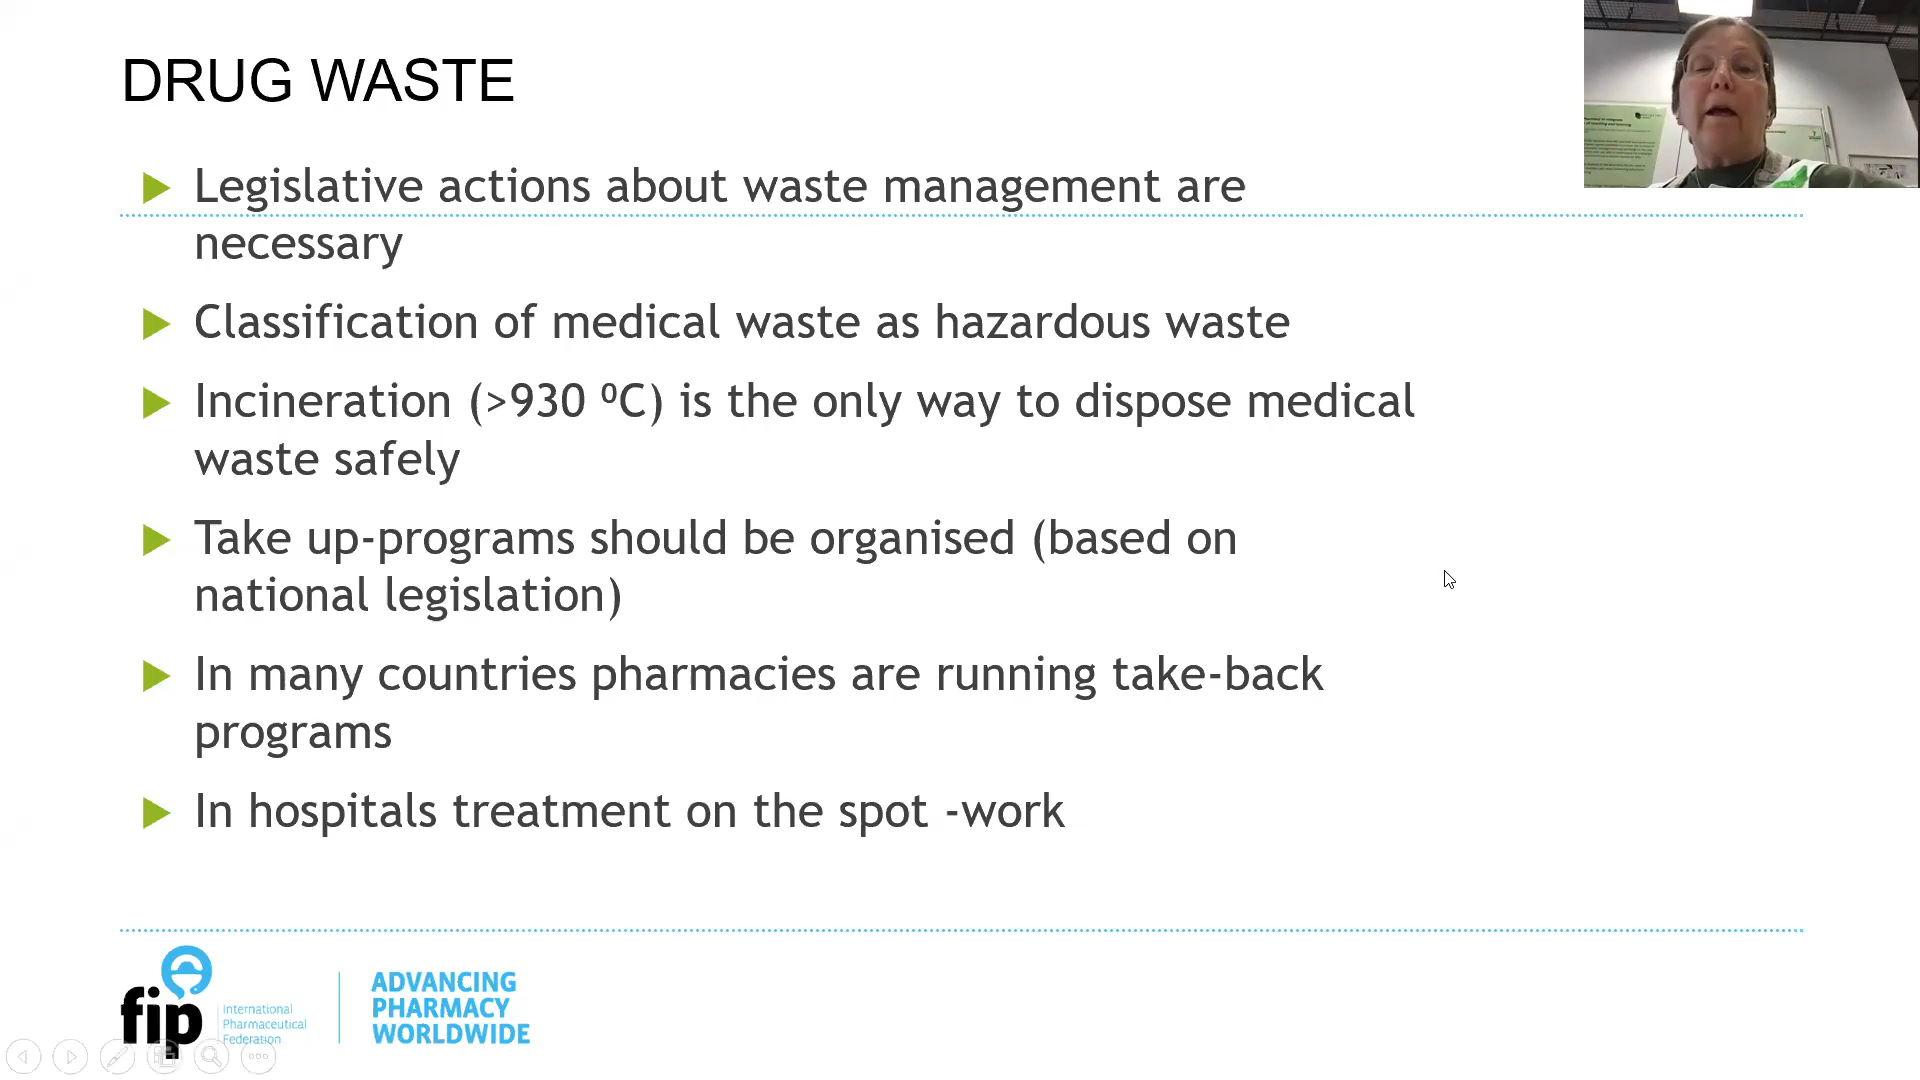 DRUG WASTE
Legislative actions about waste management are
necessary
Classification of medical waste as hazardous waste
Incineration (>930 ⁰C) is the only way to dispose medical
waste safely
Take up-programs should be organised (based on
national legislation)
In many countries pharmacies are running take-back
programs
In hospitals treatment on the spot -work
fip
International
Pharmaceutical
Federation
ADVANCING
PHARMACY
WORLDWIDE